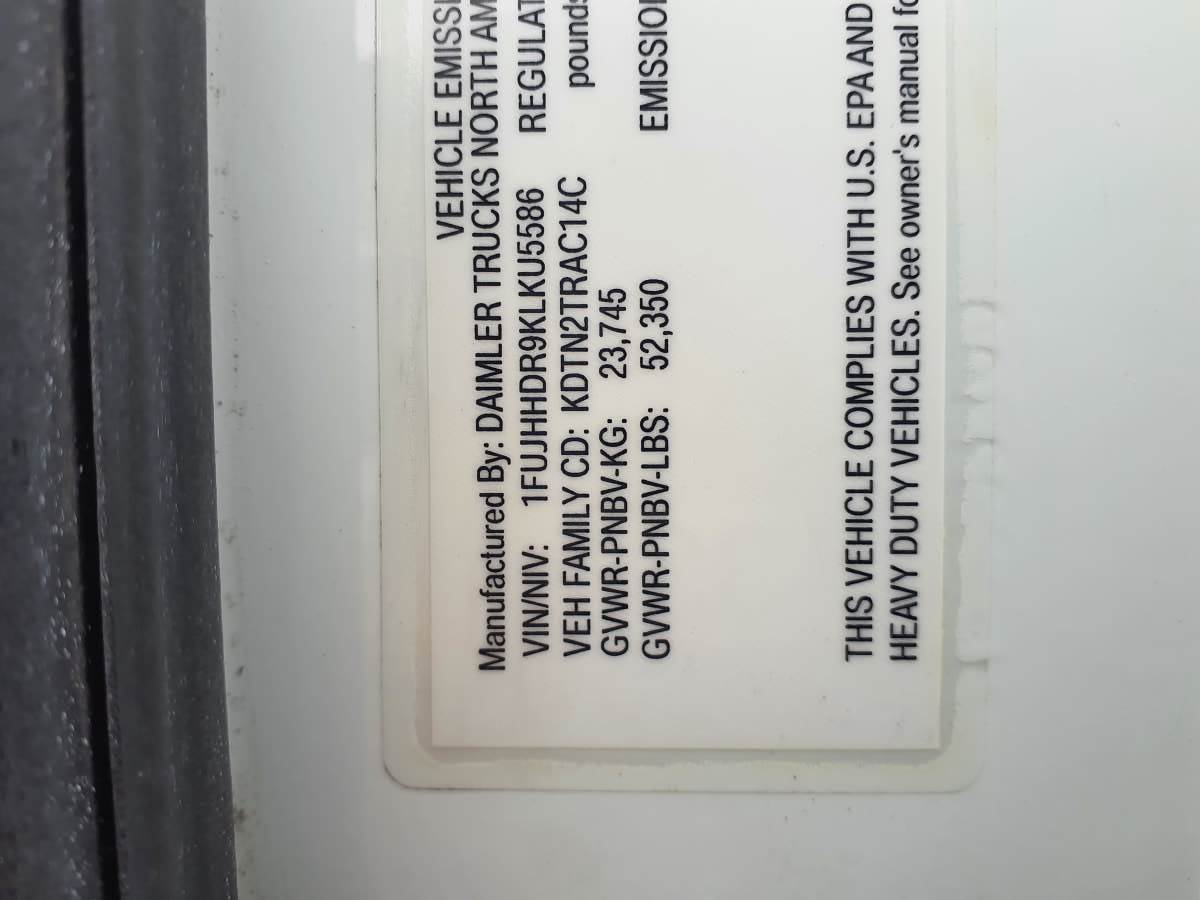 VEHICLE EMISSI
Manufactured By: DAIMLER TRUCKS NORTH AM
VIN/NIV: 1FUJHHDR9KLKU5586 REGULAT
VEH FAMILY CD: KDTN2TRAC14C pounds
GVWR-PNBV-KG: 23,745
GVWR-PNBV-LBS: 52,350 EMISSION
THIS VEHICLE COMPLIES WITH U.S. EPA AND
HEAVY DUTY VEHICLES. See owner's manual fo